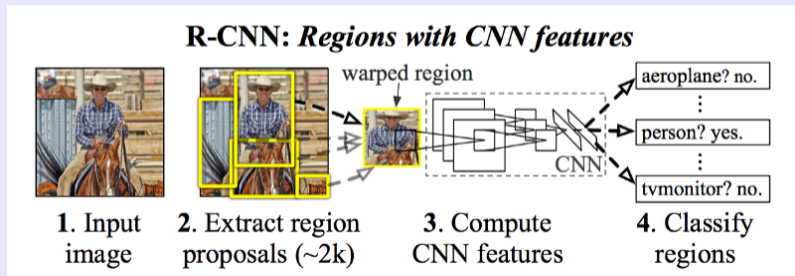 R-CNN: Regions with CNN features
warped region
aeroplane? no.
person? yes.
tvmonitor? no.
CNN
1. Input
image
2. Extract region
proposals (~2k)
3. Compute
CNN features
4. Classify
regions